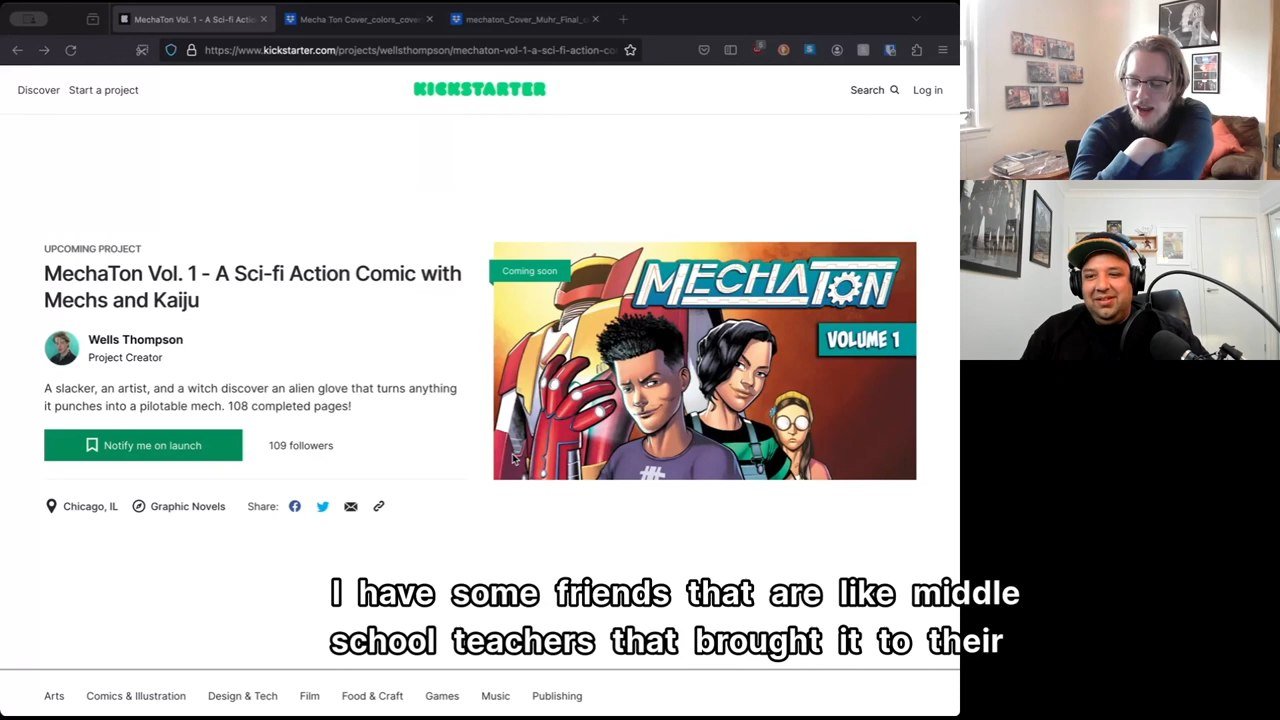 MechaTon Vol. 1 - A Sci-fi Actio
Mecha Ton Cover_colors_cove
mechaton_Cover_Muhr_Final_
https://www.kickstarter.com/projects/wellsthompson/mechaton-vol-1-a-sci-fi-action-co
Discover
Start a project
KICKSTARTER
Search
Log in
UPCOMING PROJECT
MechaTon Vol. 1 - A Sci-fi Action Comic with
Mechs and Kaiju
Wells Thompson
Project Creator
A slacker, an artist, and a witch discover an alien glove that turns anything
it punches into a pilotable mech. 108 completed pages!
Notify me on launch
109 followers
Chicago, IL
Graphic Novels
Share:
Coming soon
MECHATON
VOLUME 1
I have some friends that are like middle
school teachers that brought it to their
Arts
Comics & Illustration
Design & Tech
Film
Food & Craft
Games
Music
Publishing